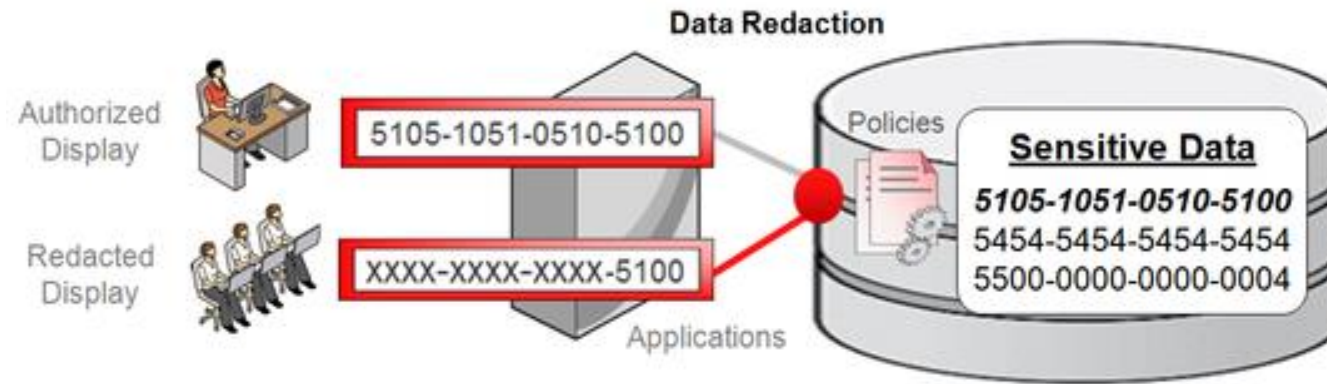 Data Redaction
Authorized
Display
5105-1051-0510-5100
Policies
Sensitive Data
5105-1051-0510-5100
5454-5454-5454-5454
5500-0000-0000-0004
Redacted
Display
XXXX-XXXX-XXXX-5100
Applications